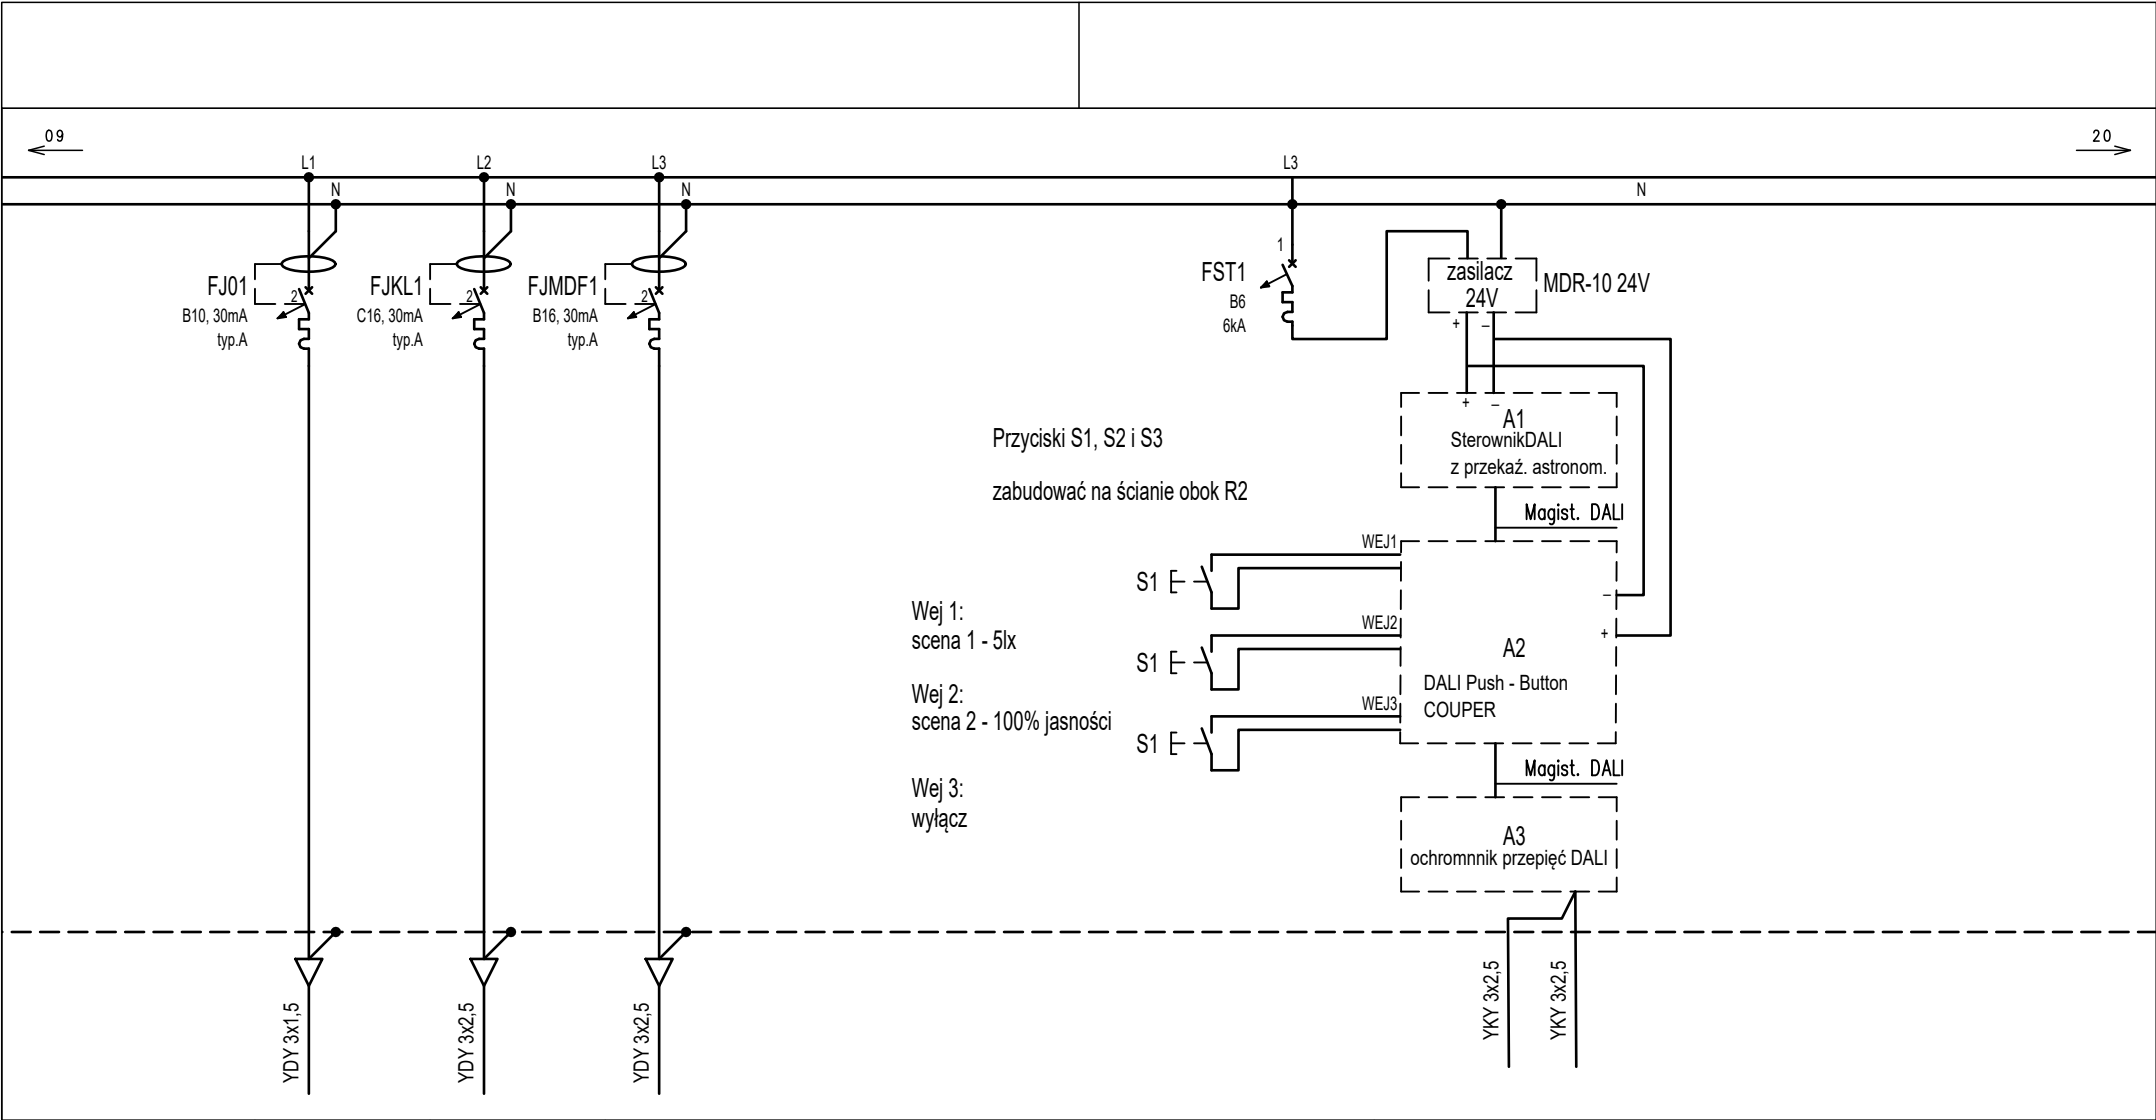 09
20
L1
L2
L3
L3
N
N
N
N
FJ01
B10, 30mA
typ.A
2
FJKL1
C16, 30mA
typ.A
2
FJMDF1
B16, 30mA
typ.A
2
1
FST1
B6
6kA
zasilacz
24V
MDR-10 24V
+ –
+ –
A1
SterownikDALI
z przekaź. astronom.
Magist. DALI
Przyciski S1, S2 i S3
zabudować na ścianie obok R2
WEJ1
S1
WEJ2
S1
WEJ3
S1
Wej 1:
scena 1 - 5lx
Wej 2:
scena 2 - 100% jasności
Wej 3:
wyłącz
–
+
A2
DALI Push - Button
COUPER
Magist. DALI
A3
ochromnnik przepięć DALI
YDY 3x1,5
YDY 3x2,5
YDY 3x2,5
YKY 3x2,5
YKY 3x2,5